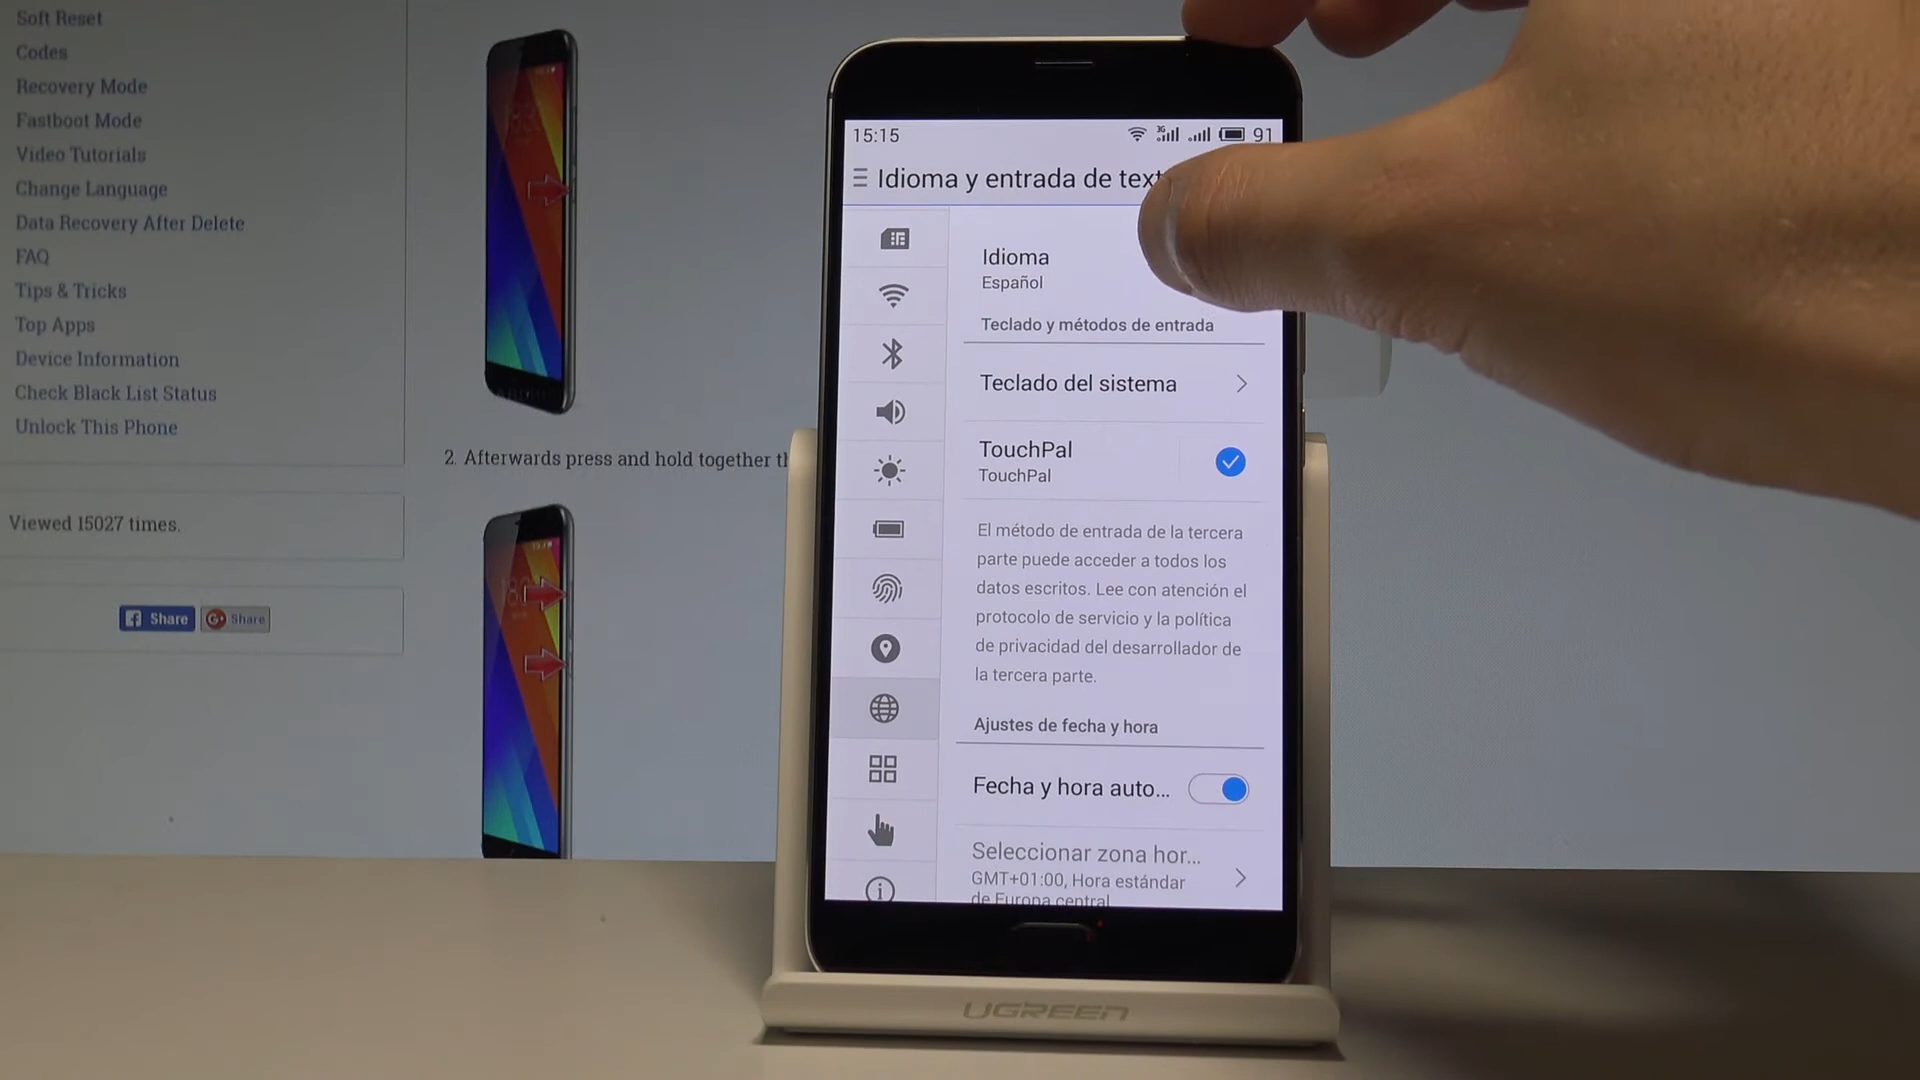 Soft Reset
Codes
Recovery Mode
Fastboot Mode
Video Tutorials
Change Language
Data Recovery After Delete
FAQ
Tips & Tricks
Top Apps
Device Information
Check Black List Status
Unlock This Phone
Viewed 15027 times.
Share
Share
2. Afterwards press and hold together th
15:15
3G
91
Idioma y entrada de text
Idioma
Español
Teclado y métodos de entrada
Teclado del sistema
TouchPal
TouchPal
El método de entrada de la tercera
parte puede acceder a todos los
datos escritos. Lee con atención el
protocolo de servicio y la política
de privacidad del desarrollador de
la tercera parte.
Ajustes de fecha y hora
Fecha y hora auto...
Seleccionar zona hor...
GMT+01:00, Hora estándar
de Europa central
UGREEN